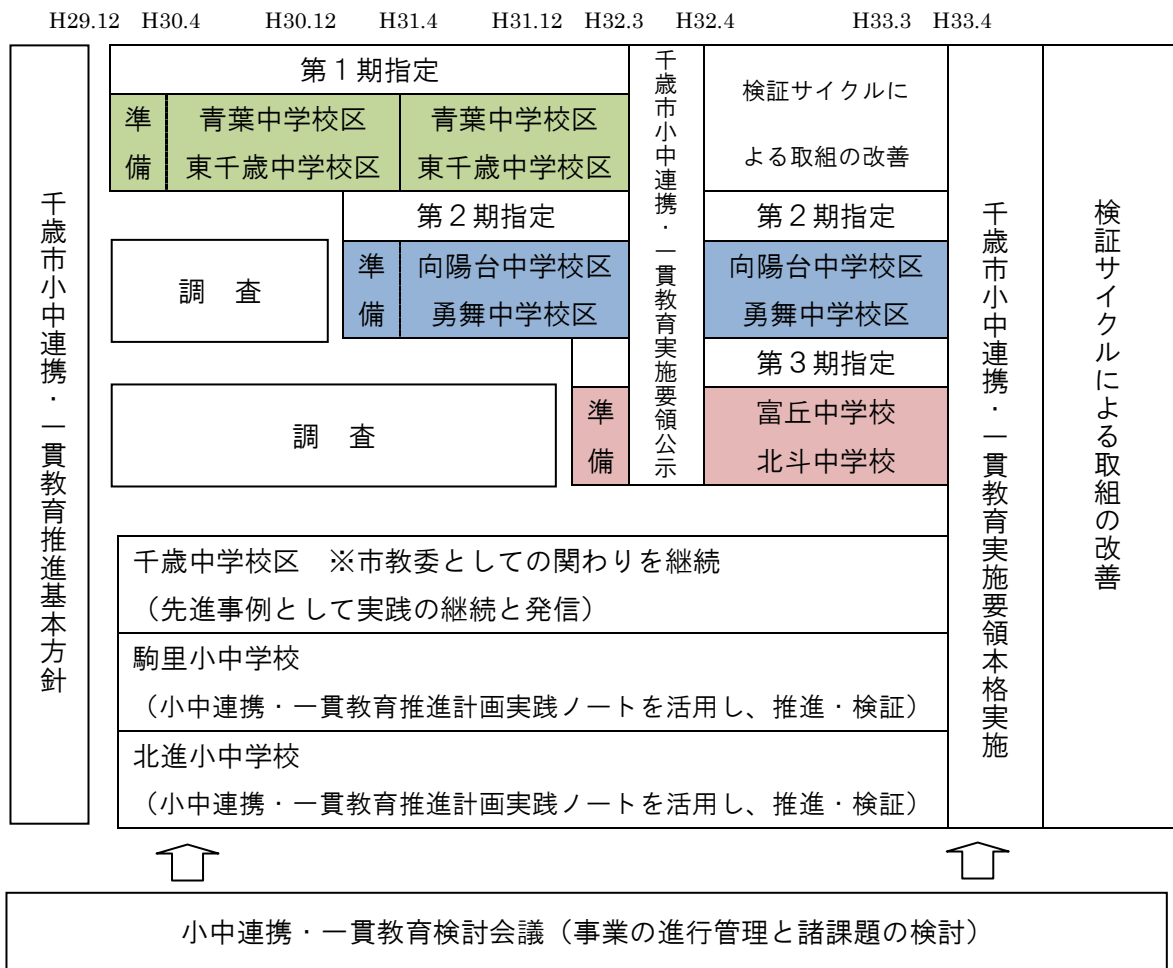 H29.12 H30.4 H30.12 H31.4 H31.12 H32.3 H32.4 H33.3 H33.4
千歳市小中連携・一貫教育推進基本方針
第1期指定
準備
青葉中学校区
東千歳中学校区
青葉中学校区
東千歳中学校区
第2期指定
調 査
準備
向陽台中学校区
勇舞中学校区
調 査
準備
千歳市小中連携・一貫教育実施要領公示
検証サイクルに
よる取組の改善
第2期指定
向陽台中学校区
勇舞中学校区
第3期指定
富丘中学校
北斗中学校
千歳中学校区 ※市教委としての関わりを継続
（先進事例として実践の継続と発信）
駒里小中学校
（小中連携・一貫教育推進計画実践ノートを活用し、推進・検証）
北進小中学校
（小中連携・一貫教育推進計画実践ノートを活用し、推進・検証）
千歳市小中連携・一貫教育実施要領本格実施
検証サイクルによる取組の改善
小中連携・一貫教育検討会議（事業の進行管理と諸課題の検討）